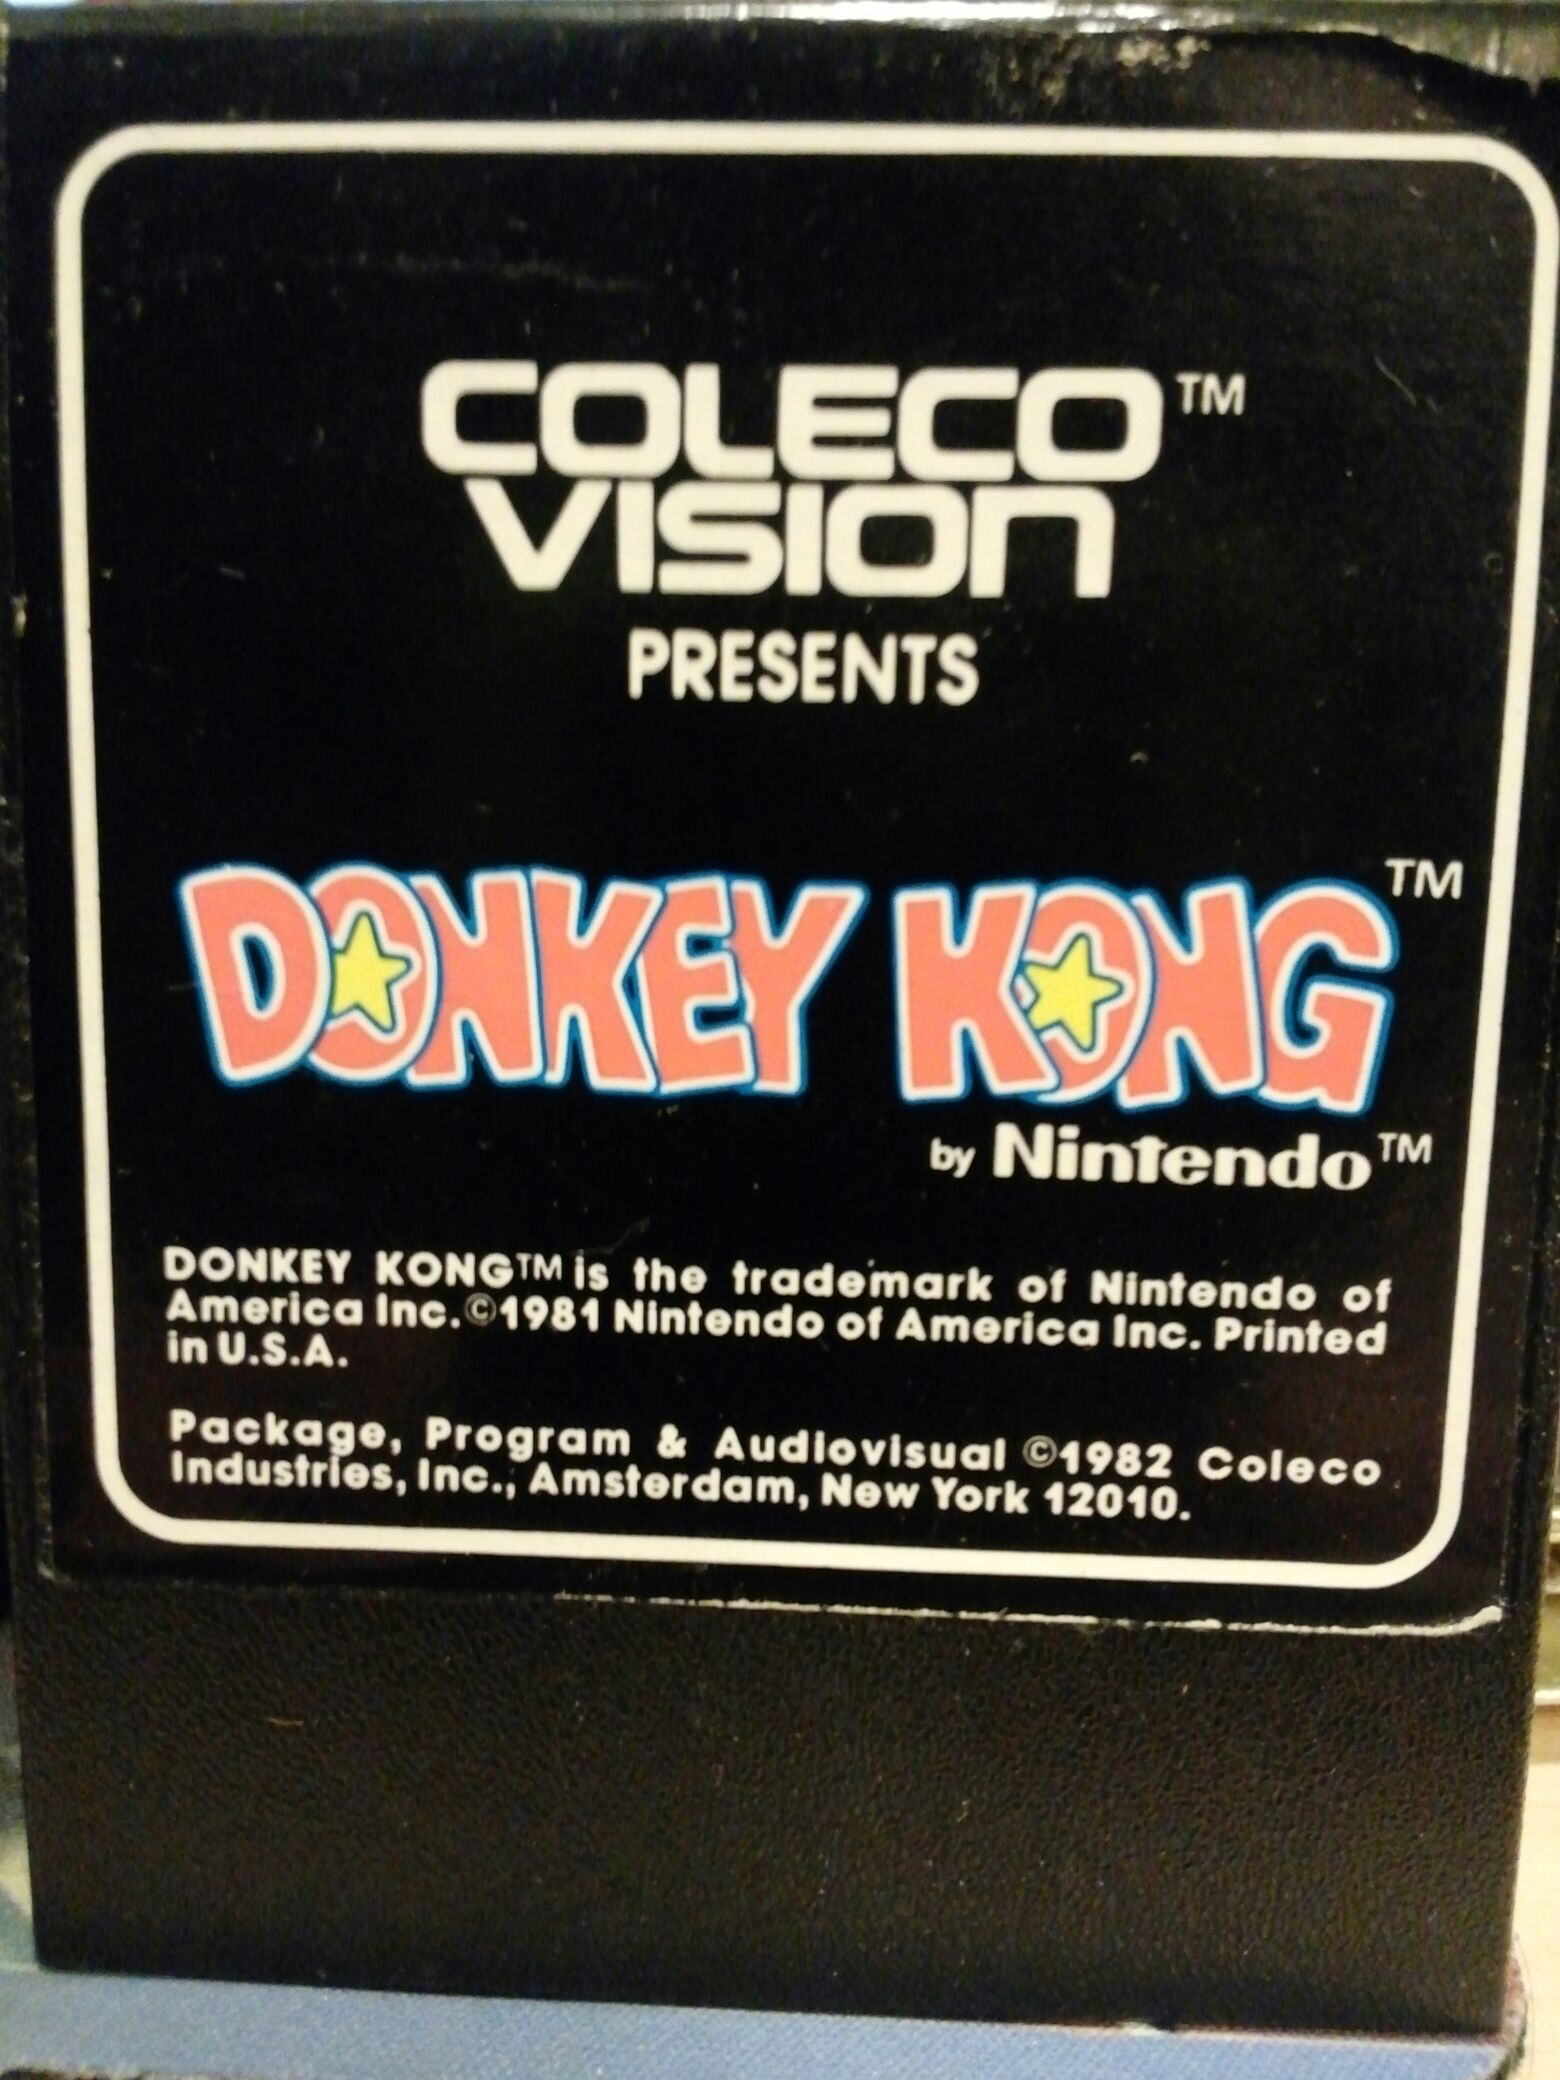 COLECO™
VISION
PRESENTS
DONKEY KONG™
by Nintendo™
DONKEY KONG™ is the trademark of Nintendo of
America Inc. ©1981 Nintendo of America Inc. Printed
in U.S.A.
Package, Program & Audiovisual ©1982 Coleco
Industries, Inc., Amsterdam, New York 12010.